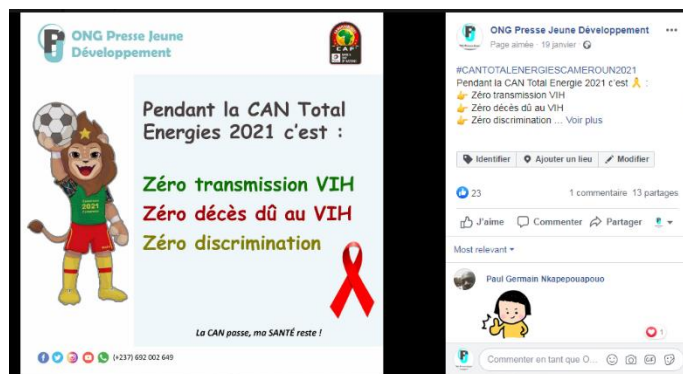 ONG Presse Jeune
Développement
CAF
Pendant la CAN Total
Energies 2021 c'est :
Zéro transmission VIH
Zéro décès dû au VIH
Zéro discrimination
2021
La CAN passe, ma SANTÉ reste !
(+237) 692 002 649
ONG Presse Jeune Développement
Page aimée · 19 janvier ·
#CANTOTALENERGIESCAMEROUN2021
Pendant la CAN Total Energie 2021 c'est 🎗 :
👉 Zéro transmission VIH
👉 Zéro décès dû au VIH
👉 Zéro discrimination ... Voir plus
Identifier Ajouter un lieu Modifier
23 1 commentaire 13 partages
J'aime Commenter Partager
Most relevant
Paul Germain Nkapepouapouo
1
Commenter en tant que O...
GIF